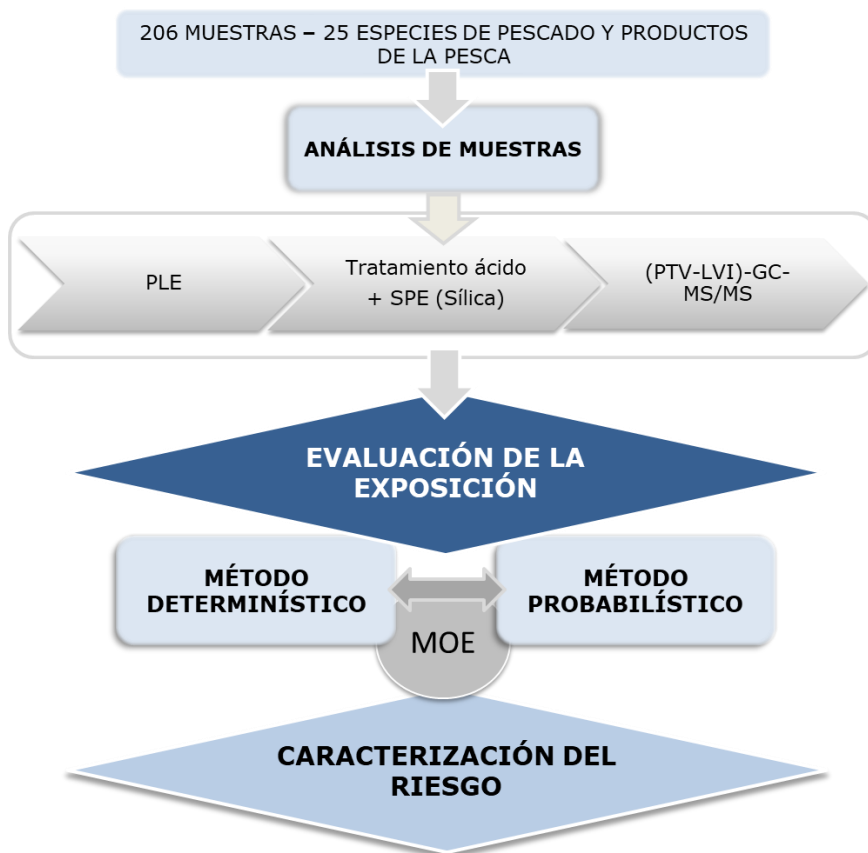 206 MUESTRAS – 25 ESPECIES DE PESCADO Y PRODUCTOS
DE LA PESCA
ANÁLISIS DE MUESTRAS
PLE
Tratamiento ácido
+ SPE (Sílica)
(PTV-LVI)-GC-
MS/MS
EVALUACIÓN DE LA
EXPOSICIÓN
MÉTODO
DETERMINÍSTICO
MÉTODO
PROBABILÍSTICO
MOE
CARACTERIZACIÓN DEL
RIESGO